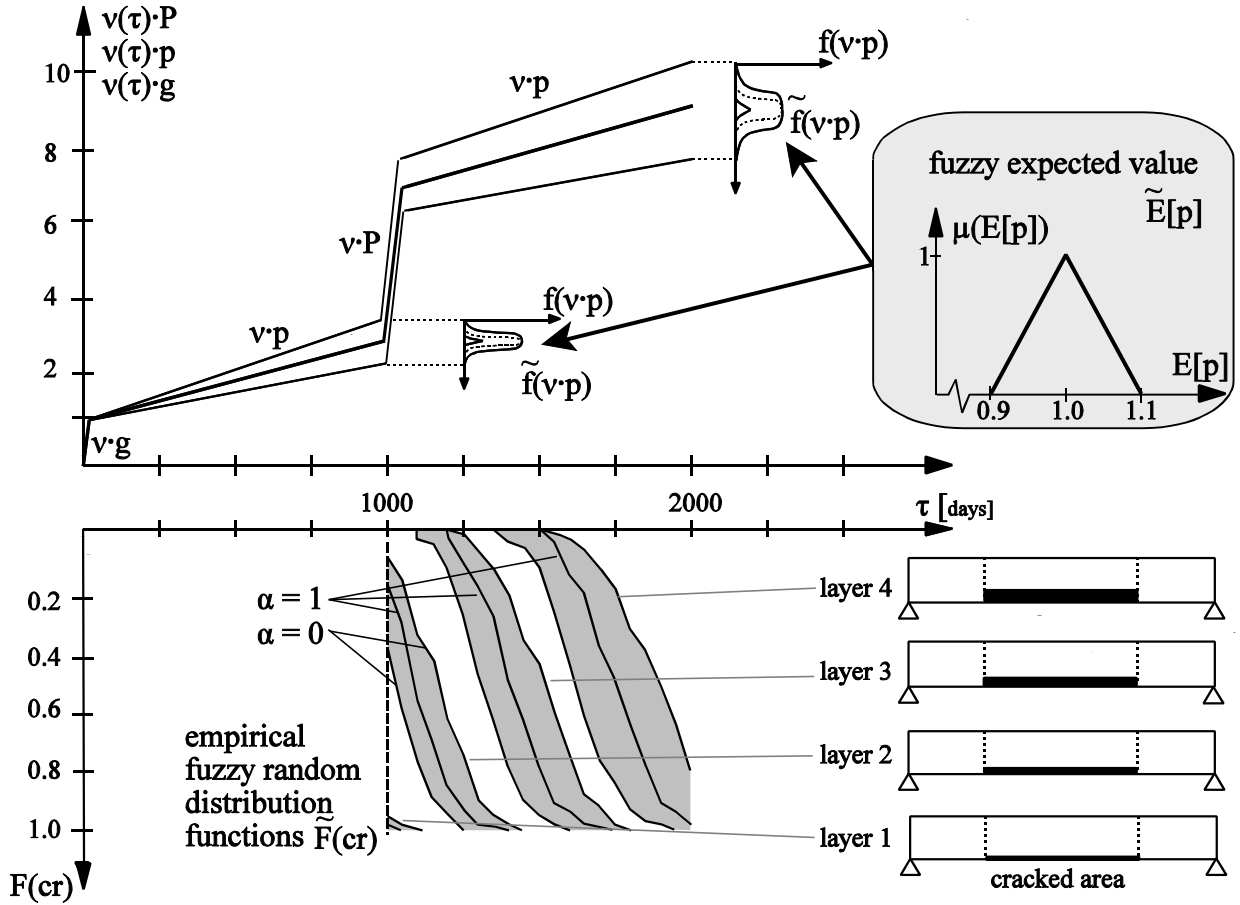 ν(τ)·P
ν(τ)·p
ν(τ)·g
10
8
6
4
2
ν·p
ν·P
ν·p
ν·g
f(ν·p)
f̃(ν·p)
f(ν·p)
f̃(ν·p)
fuzzy expected value
Ẽ[p]
μ(E[p])
1
E[p]
0.9 1.0 1.1
1000 2000 τ [days]
0.2
0.4
0.6
0.8
1.0
F(cr)
α = 1
α = 0
empirical
fuzzy random
distribution
functions F̃(cr)
layer 4
layer 3
layer 2
layer 1
cracked area